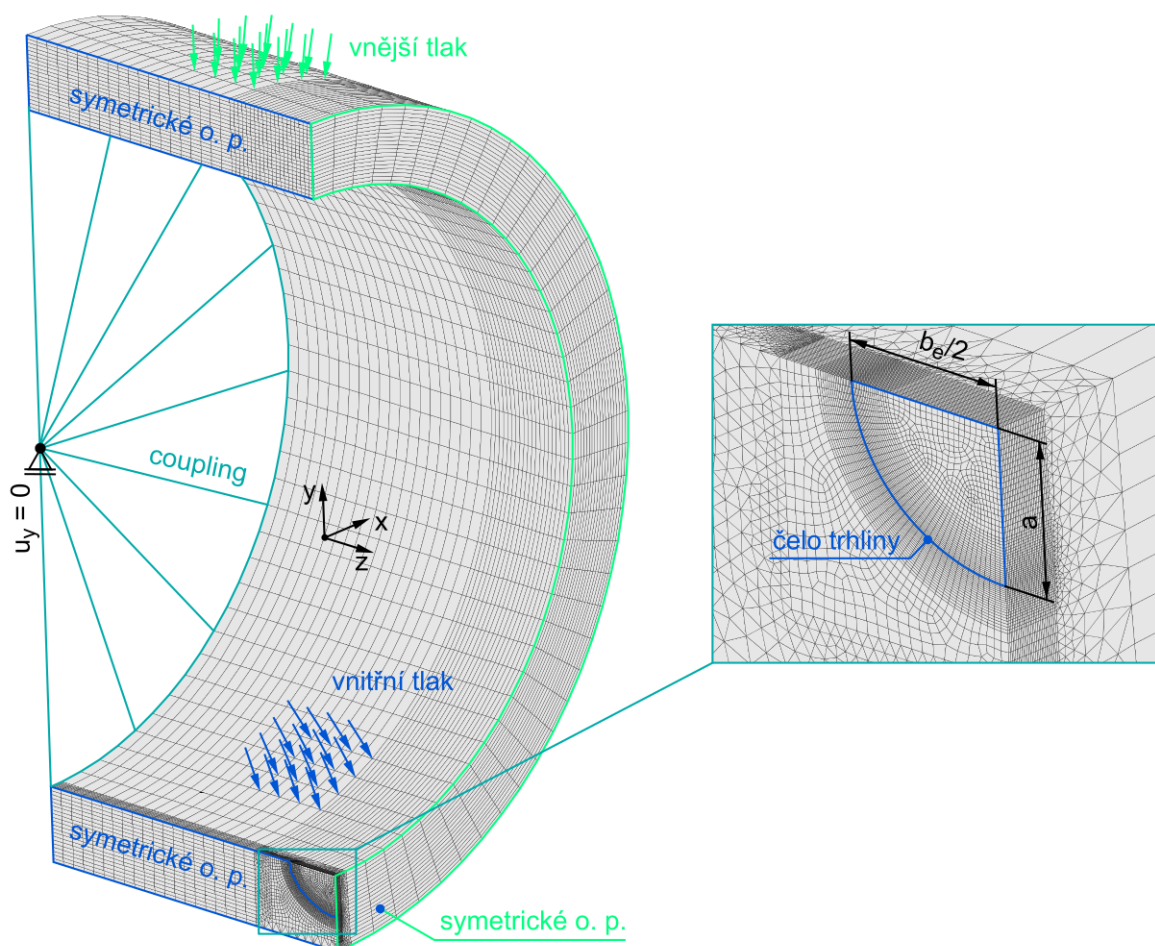 vnější tlak
symetrické o. p.
coupling
u_y = 0
y
x
z
vnitřní tlak
symetrické o. p.
symetrické o. p.
b_e/2
a
čelo trhliny